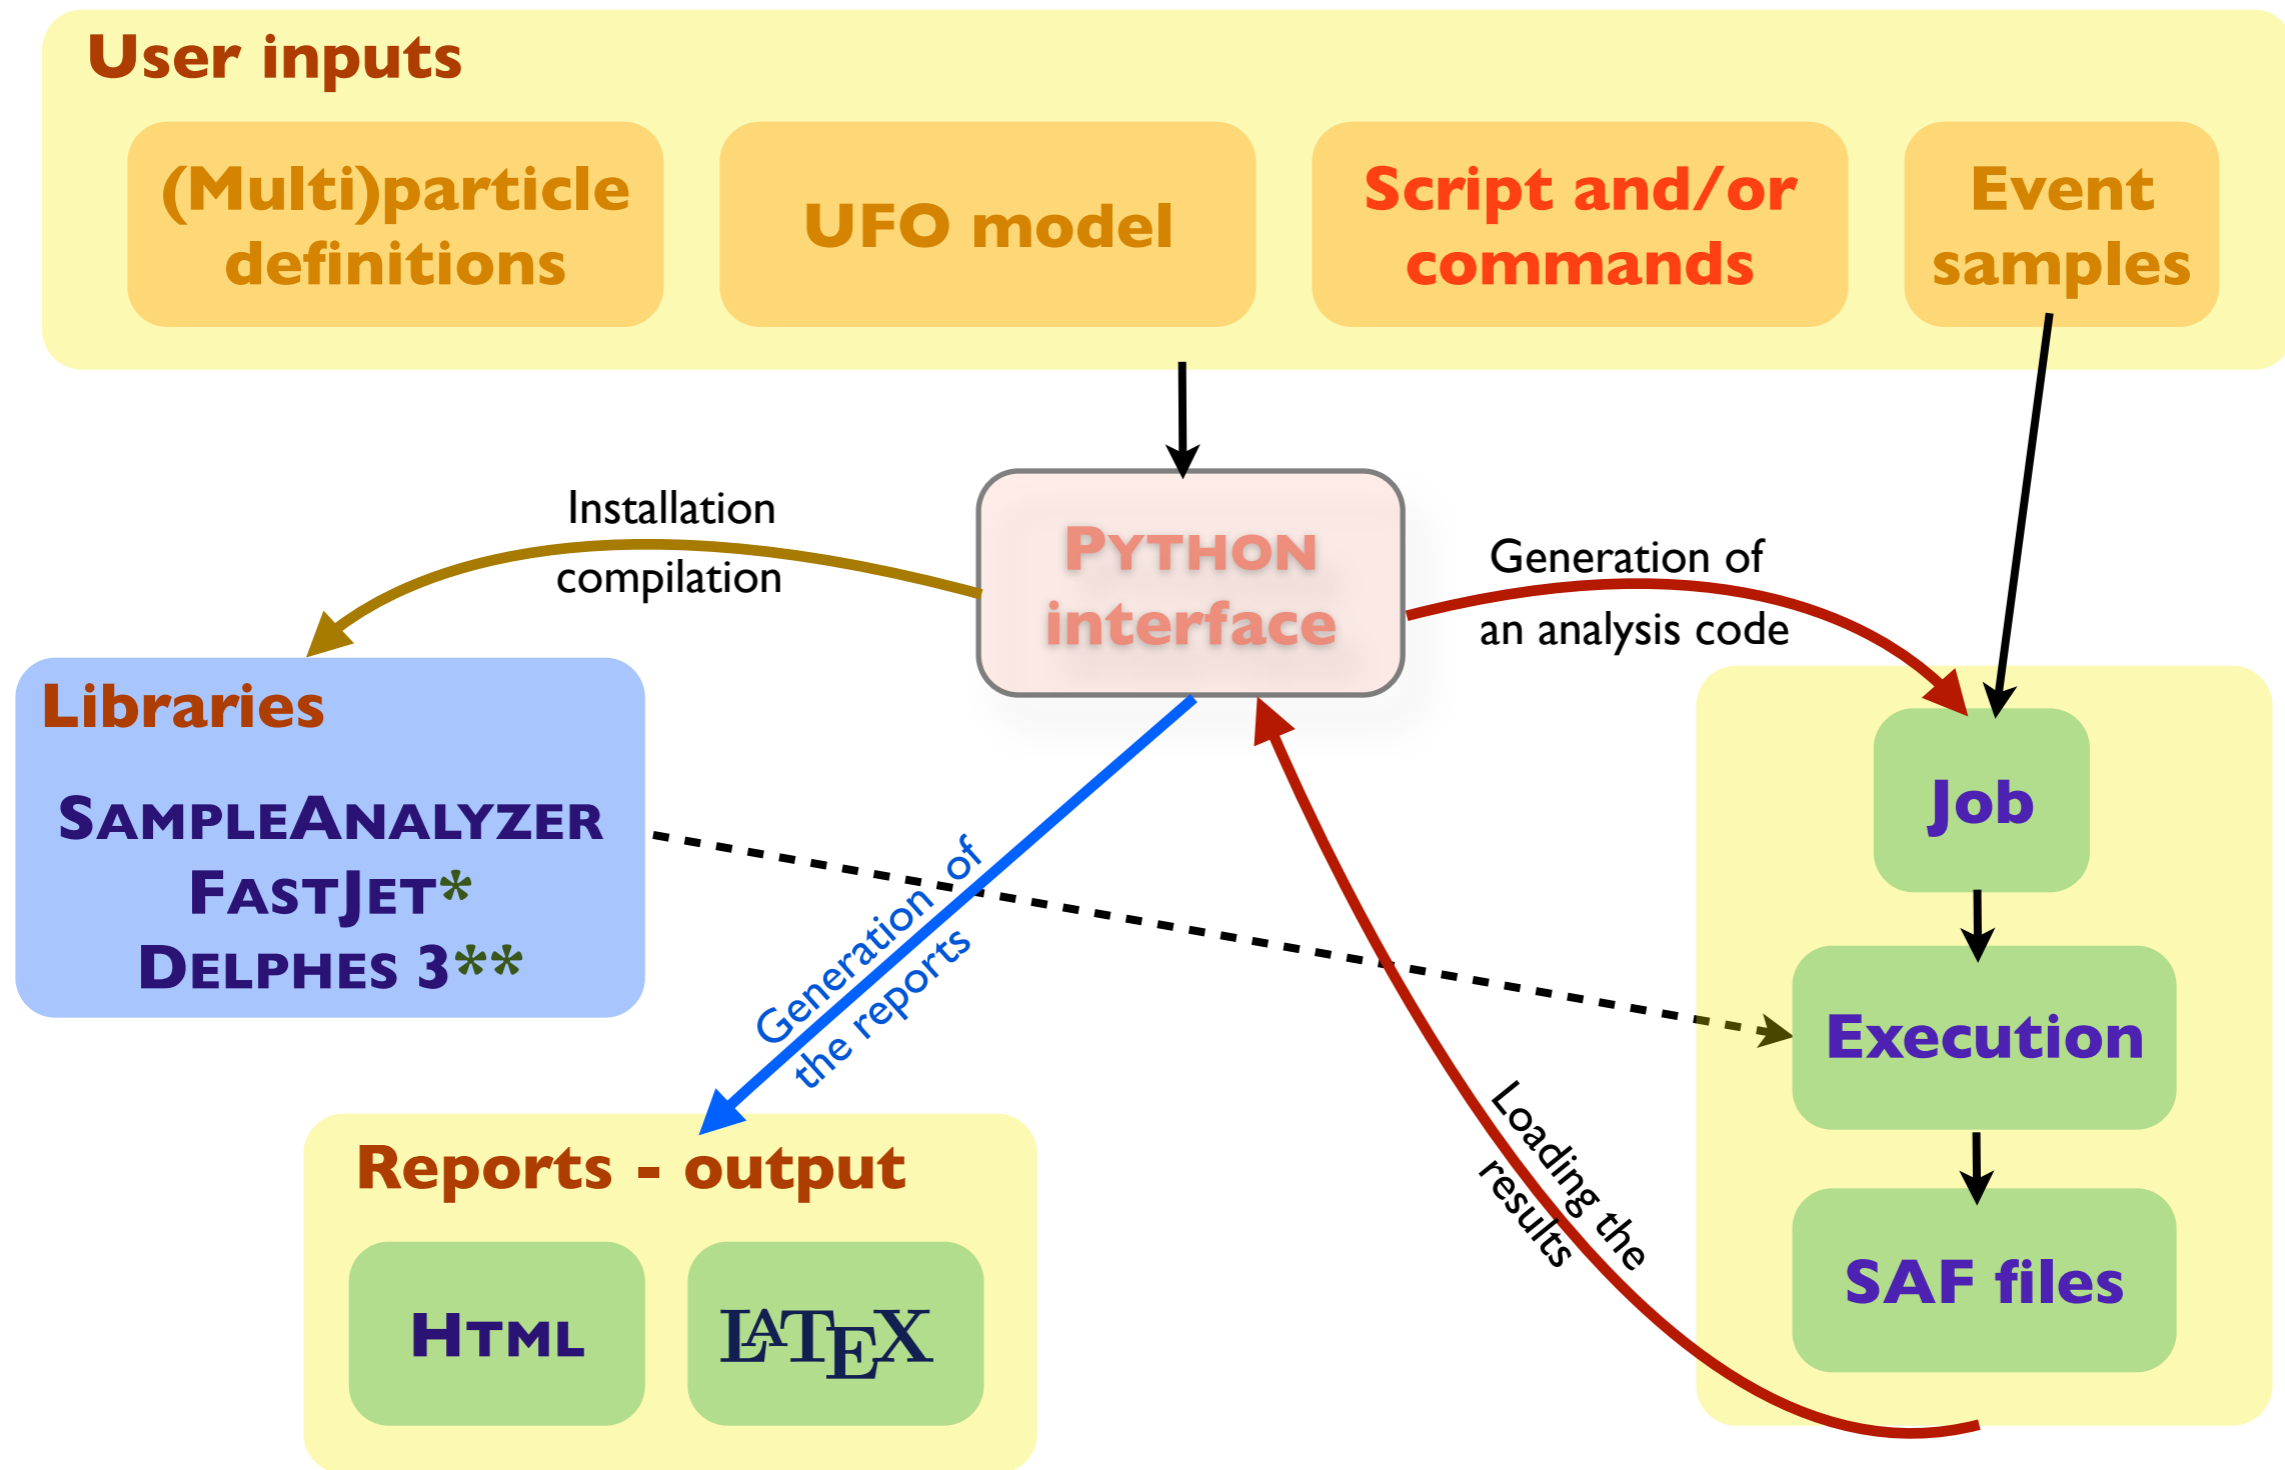 User inputs
(Multi)particle
definitions
UFO model
Script and/or
commands
Event
samples
Installation
compilation
PYTHON
interface
Generation of
an analysis code
Libraries
SAMPLEANALYZER
FASTJET*
DELPHES 3**
Generation of
the reports
Job
Execution
SAF files
Loading the
results
Reports - output
HTML
LATEX